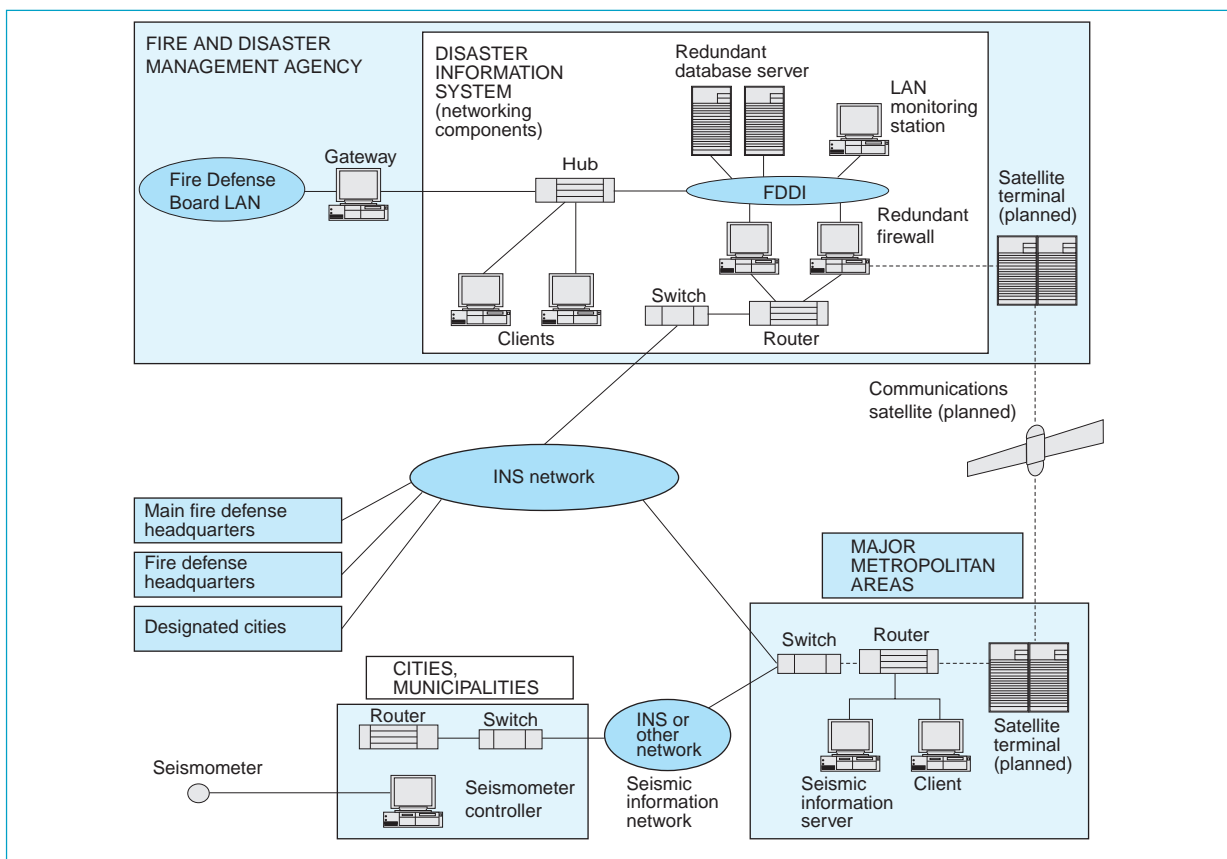 FIRE AND DISASTER
MANAGEMENT AGENCY
DISASTER
INFORMATION
SYSTEM
(networking
components)
Redundant
database server
LAN
monitoring
station
Gateway
Hub
Fire Defense
Board LAN
FDDI
Satellite
terminal
(planned)
Redundant
firewall
Switch
Clients
Router
Communications
satellite (planned)
INS network
Main fire defense
headquarters
Fire defense
headquarters
Designated cities
MAJOR
METROPOLITAN
AREAS
Switch
Router
CITIES,
MUNICIPALITIES
Router
Switch
INS or
other
network
Satellite
terminal
(planned)
Seismometer
Seismometer
controller
Seismic
information
network
Seismic
information
server
Client